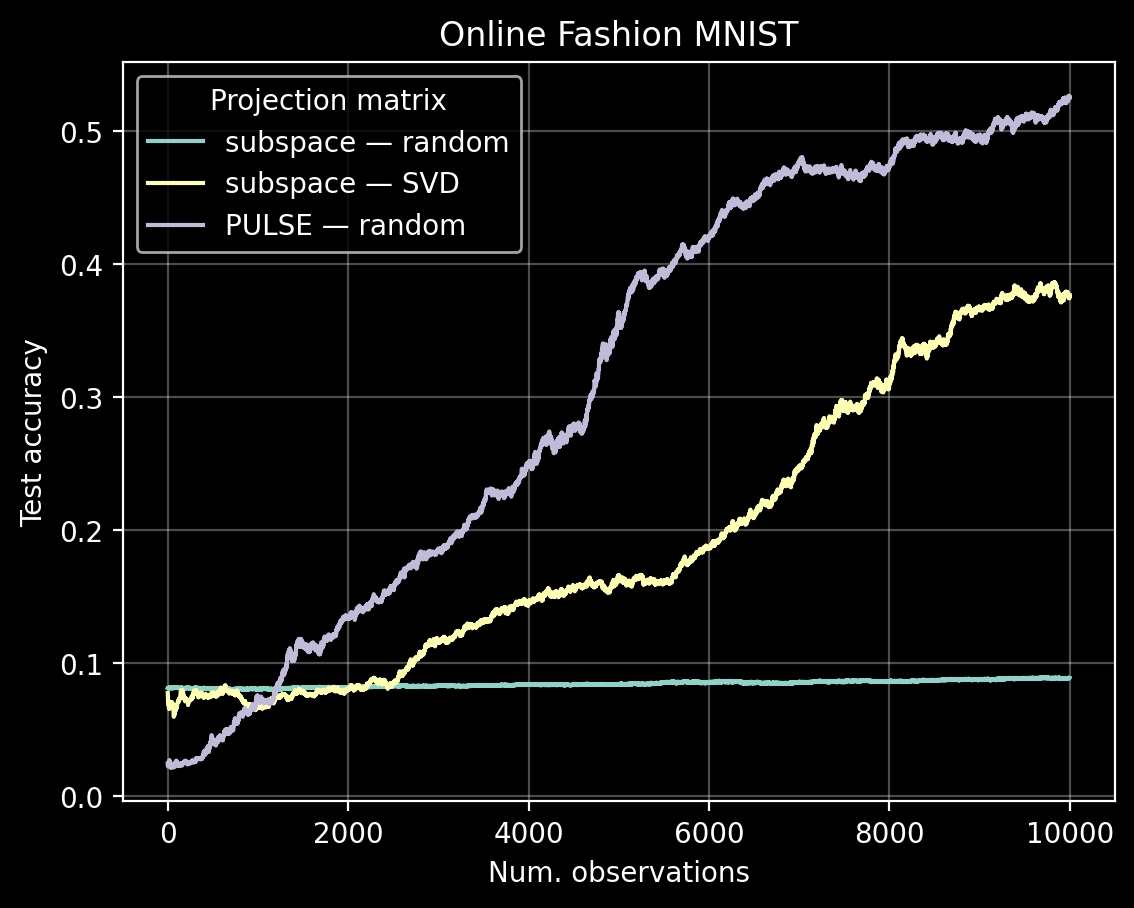 Online Fashion MNIST
Projection matrix
subspace — random
subspace — SVD
PULSE — random
Test accuracy
0.5
0.4
0.3
0.2
0.1
0.0
0 2000 4000 6000 8000 10000
Num. observations